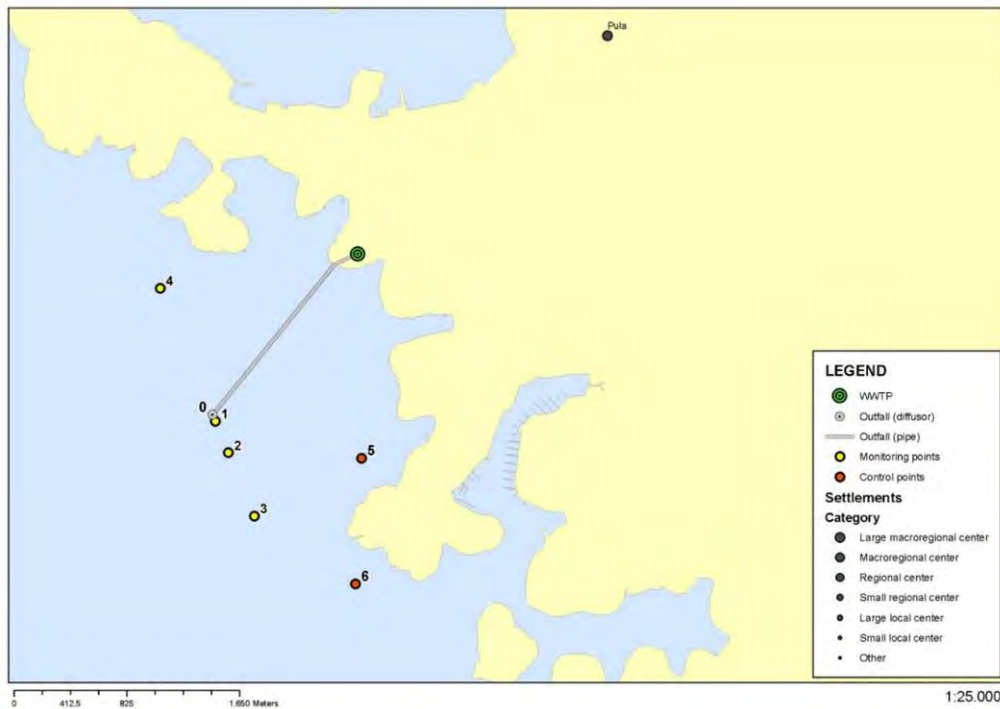 Pula
4
0
1
2
5
3
6
LEGEND
WWTP
Outfall (diffusor)
Outfall (pipe)
Monitoring points
Control points
Settlements
Category
Large macroregional center
Macroregional center
Regional center
Small regional center
Large local center
Small local center
Other
0 412.5 825 1.650 Meters
1:25.000